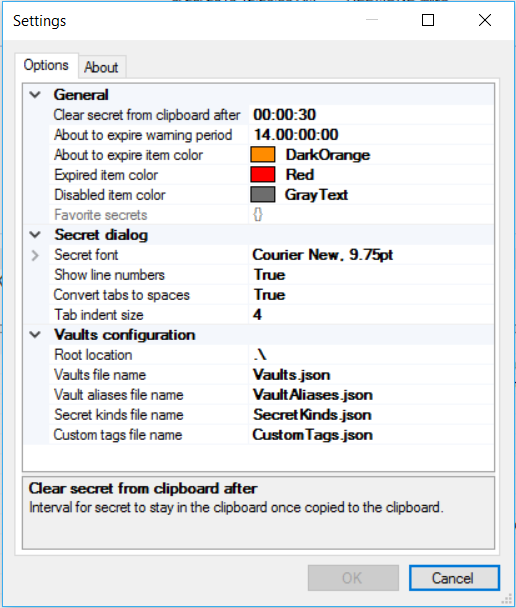 Settings
Options About
General
Clear secret from clipboard after 00:00:30
About to expire warning period 14.00:00:00
About to expire item color DarkOrange
Expired item color Red
Disabled item color GrayText
Favorite secrets {}
Secret dialog
Secret font Courier New, 9.75pt
Show line numbers True
Convert tabs to spaces True
Tab indent size 4
Vaults configuration
Root location .\
Vaults file name Vaults.json
Vault aliases file name VaultAliases.json
Secret kinds file name SecretKinds.json
Custom tags file name CustomTags.json
Clear secret from clipboard after
Interval for secret to stay in the clipboard once copied to the clipboard.
OK Cancel